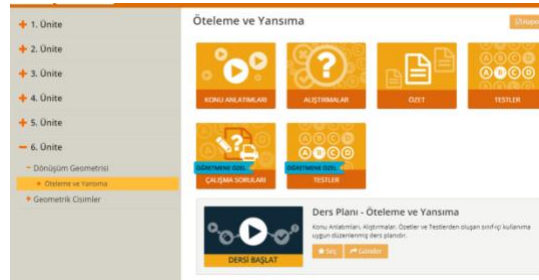 + 1. Ünite
+ 2. Ünite
+ 3. Ünite
+ 4. Ünite
+ 5. Ünite
− 6. Ünite
Dönüşüm Geometrisi
Öteleme ve Yansıma
Geometrik Cisimler
Öteleme ve Yansıma
KONU ANLATIMLARI
ALIŞTIRMALAR
ÖZET
A B C D
TESTLER
ÖĞRETMENE ÖZEL
ÇALIŞMA SORULARI
A B C D
ÖĞRETMENE ÖZEL
TESTLER
DERSİ BAŞLAT
Ders Planı - Öteleme ve Yansıma
Konu Anlatımları, Alıştırmalar, Özetler ve Testlerden oluşan sınıf-içi kullanıma
uygun düzenlenmiş ders planıdır.
Seç
Gönder